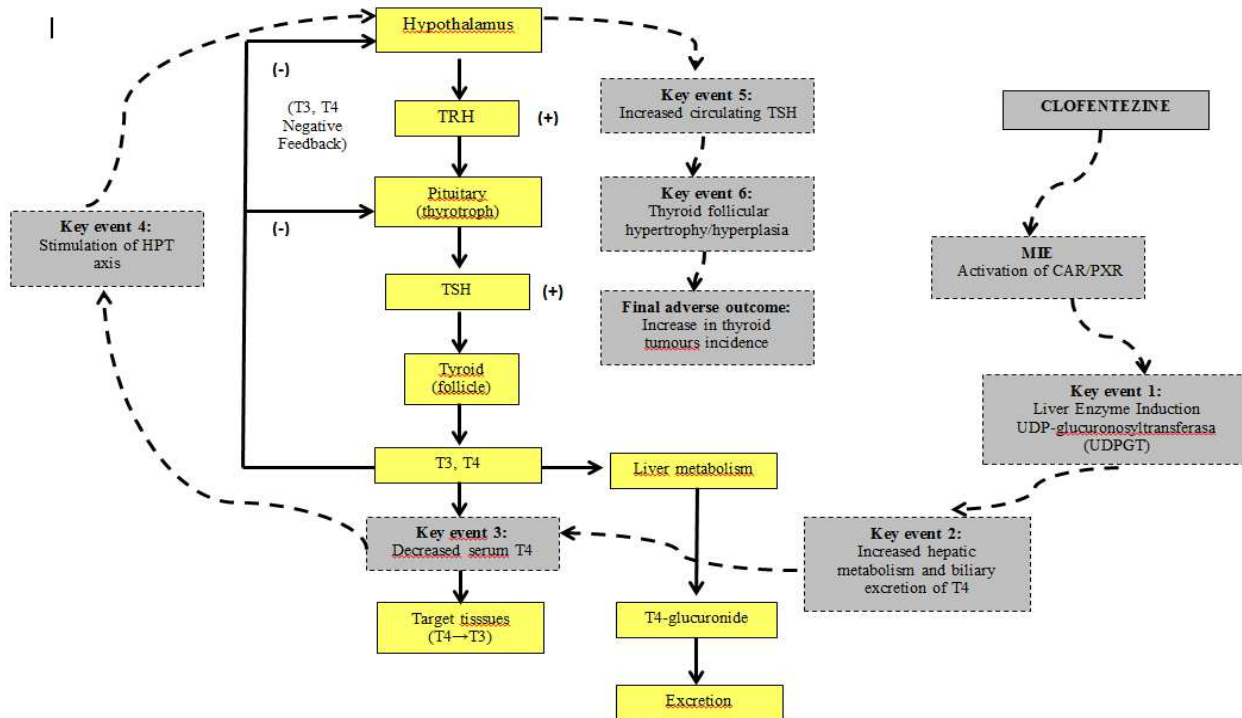 |
Hypothalamus
(-)
(T3, T4
Negative
Feedback)
TRH
(+)
Pituitary
(thyrotroph)
(-)
TSH
(+)
Tyroid
(follicle)
T3, T4
Liver metabolism
Key event 3:
Decreased serum T4
Target tisssues
(T4→T3)
T4-glucuronide
Excretion
Key event 4:
Stimulation of HPT
axis
Key event 5:
Increased circulating TSH
Key event 6:
Thyroid follicular
hypertrophy/hyperplasia
Final adverse outcome:
Increase in thyroid
tumours incidence
CLOFENTEZINE
MIE
Activation of CAR/PXR
Key event 1:
Liver Enzyme Induction
UDP-glucuronosyltransferasa
(UDPGT)
Key event 2:
Increased hepatic
metabolism and biliary
excretion of T4